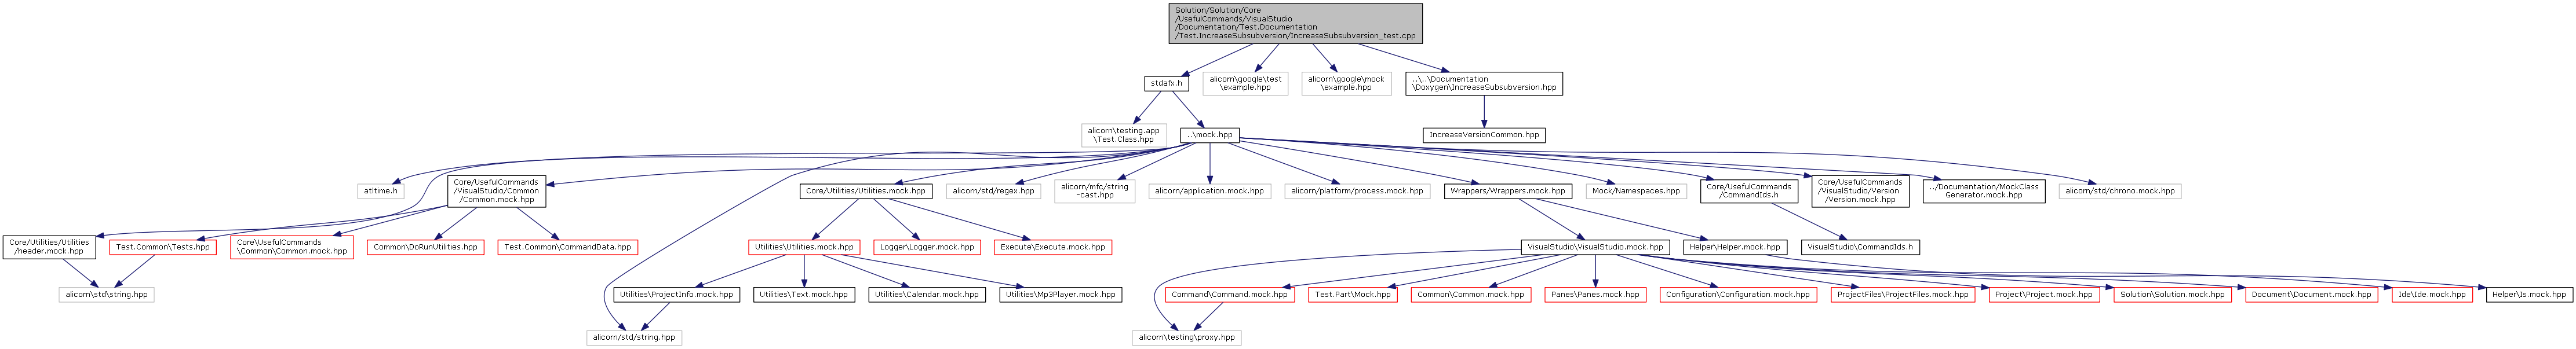 Solution/Solution/Core
/UsefulCommands/VisualStudio
/Documentation/Test.Documentation
/Test.IncreaseSubsubversion/IncreaseSubsubversion_test.cpp
stdafx.h
alicorn\google\test
\example.hpp
alicorn\google\mock
\example.hpp
..\..\Documentation
\Doxygen\IncreaseSubsubversion.hpp
alicorn\testing.app
\Test.Class.hpp
..\mock.hpp
IncreaseVersionCommon.hpp
atltime.h
Core/UsefulCommands
/VisualStudio/Common
/Common.mock.hpp
Core/Utilities/Utilities.mock.hpp
alicorn/std/regex.hpp
alicorn/mfc/string
-cast.hpp
alicorn/application.mock.hpp
alicorn/platform/process.mock.hpp
Wrappers/Wrappers.mock.hpp
Mock/Namespaces.hpp
Core/UsefulCommands
/CommandIds.h
Core/UsefulCommands
/VisualStudio/Version
/Version.mock.hpp
../Documentation/MockClass
Generator.mock.hpp
alicorn/std/chrono.mock.hpp
Core/Utilities/Utilities
/header.mock.hpp
Test.Common\Tests.hpp
Core\UsefulCommands
\Common\Common.mock.hpp
Common\DoRunUtilities.hpp
Test.Common\CommandData.hpp
Utilities\Utilities.mock.hpp
Logger\Logger.mock.hpp
Execute\Execute.mock.hpp
VisualStudio\VisualStudio.mock.hpp
Helper\Helper.mock.hpp
VisualStudio\CommandIds.h
alicorn\std\string.hpp
Utilities\ProjectInfo.mock.hpp
Utilities\Text.mock.hpp
Utilities\Calendar.mock.hpp
Utilities\Mp3Player.mock.hpp
Command\Command.mock.hpp
Test.Part\Mock.hpp
Common\Common.mock.hpp
Panes\Panes.mock.hpp
Configuration\Configuration.mock.hpp
ProjectFiles\ProjectFiles.mock.hpp
Project\Project.mock.hpp
Solution\Solution.mock.hpp
Document\Document.mock.hpp
Ide\Ide.mock.hpp
Helper\Is.mock.hpp
alicorn/std/string.hpp
alicorn\testing\proxy.hpp